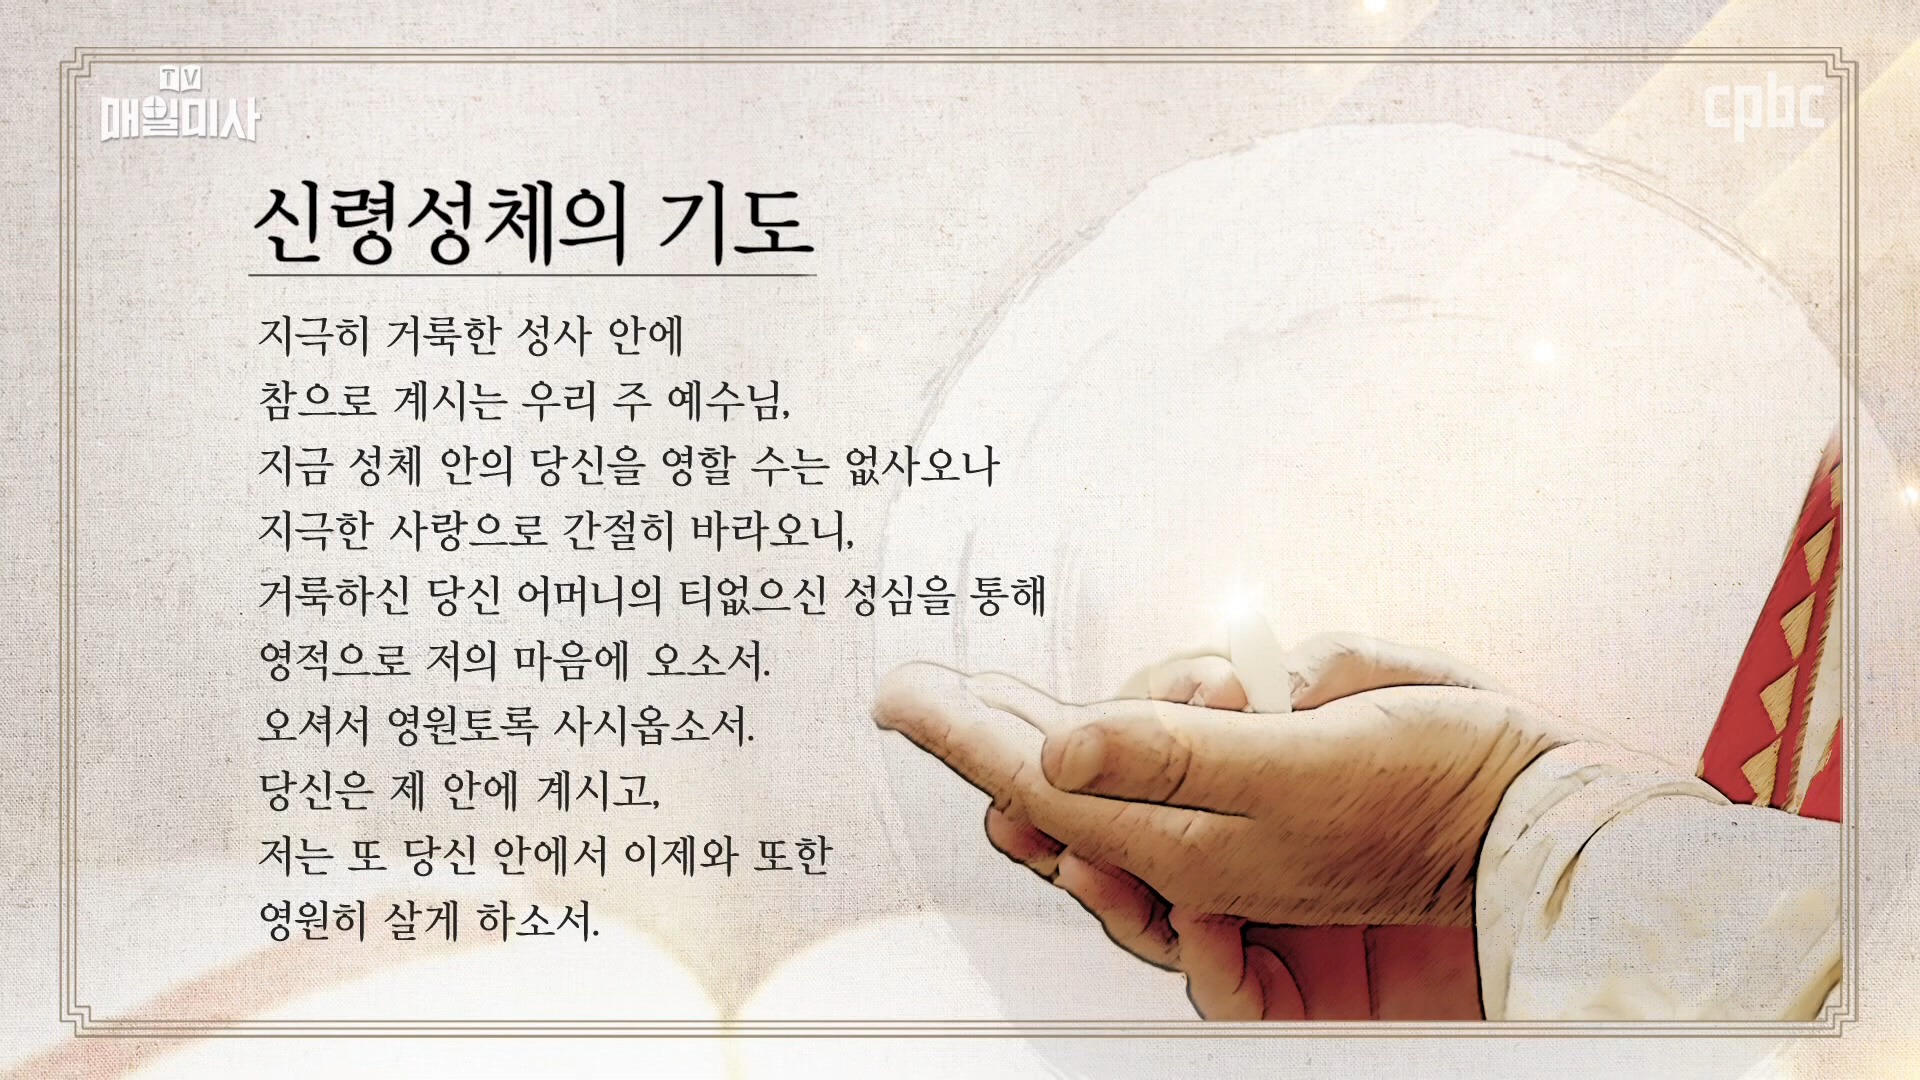 TV
매일미사
cpbc
신령성체의 기도
지극히 거룩한 성사 안에
참으로 계시는 우리 주 예수님,
지금 성체 안의 당신을 영할 수는 없사오나
지극한 사랑으로 간절히 바라오니,
거룩하신 당신 어머니의 티없으신 성심을 통해
영적으로 저의 마음에 오소서.
오셔서 영원토록 사시옵소서.
당신은 제 안에 계시고,
저는 또 당신 안에서 이제와 또한
영원히 살게 하소서.